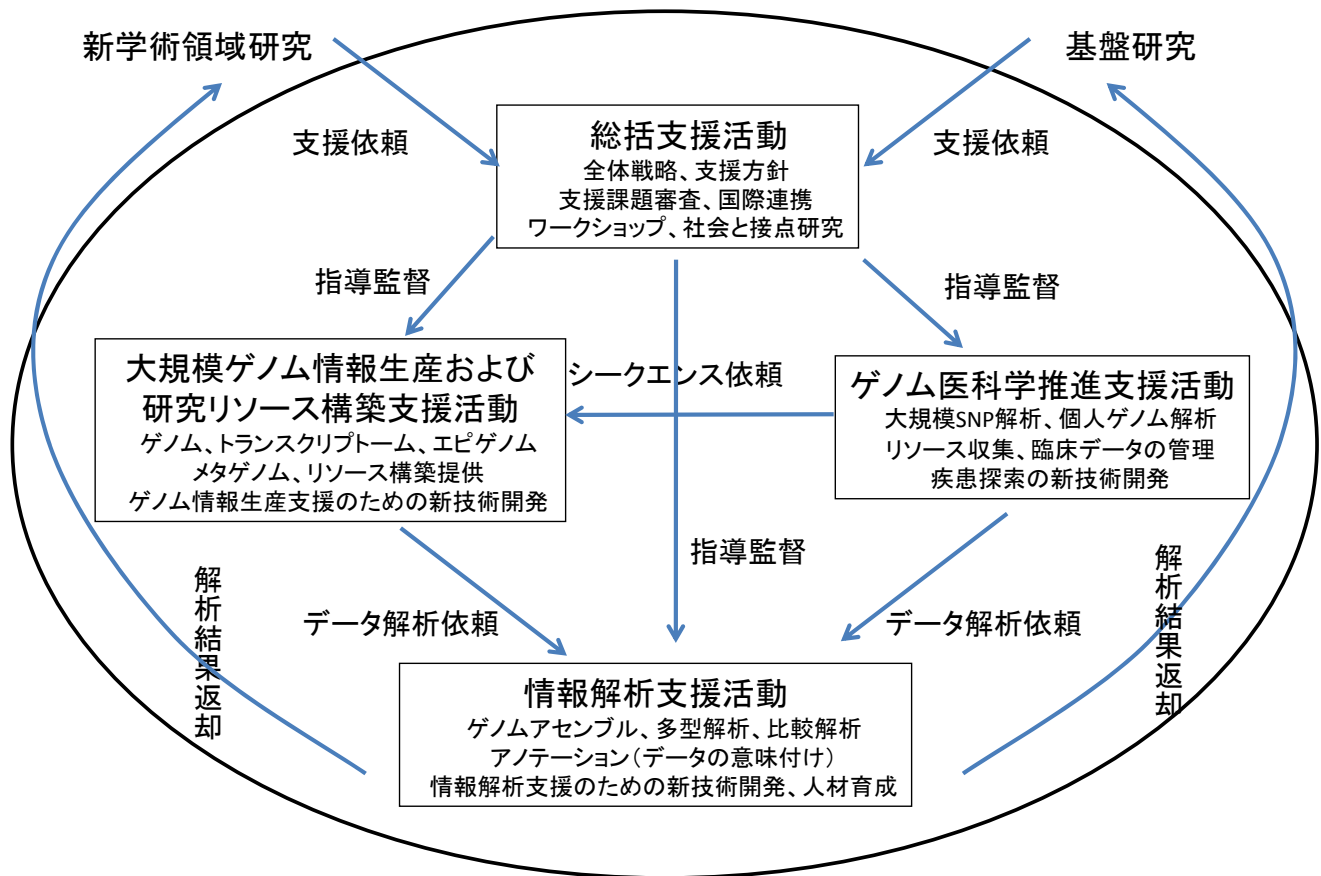 新学術領域研究
基盤研究
支援依頼
支援依頼
総括支援活動
全体戦略、支援方針
支援課題審査、国際連携
ワークショップ、社会と接点研究
指導監督
指導監督
大規模ゲノム情報生産および
研究リソース構築支援活動
ゲノム、トランスクリプトーム、エピゲノム
メタゲノム、リソース構築提供
ゲノム情報生産支援のための新技術開発
シークエンス依頼
ゲノム医科学推進支援活動
大規模SNP解析、個人ゲノム解析
リソース収集、臨床データの管理
疾患探索の新技術開発
指導監督
解析結果返却
データ解析依頼
データ解析依頼
解析結果返却
情報解析支援活動
ゲノムアセンブル、多型解析、比較解析
アノテーション(データの意味付け)
情報解析支援のための新技術開発、人材育成